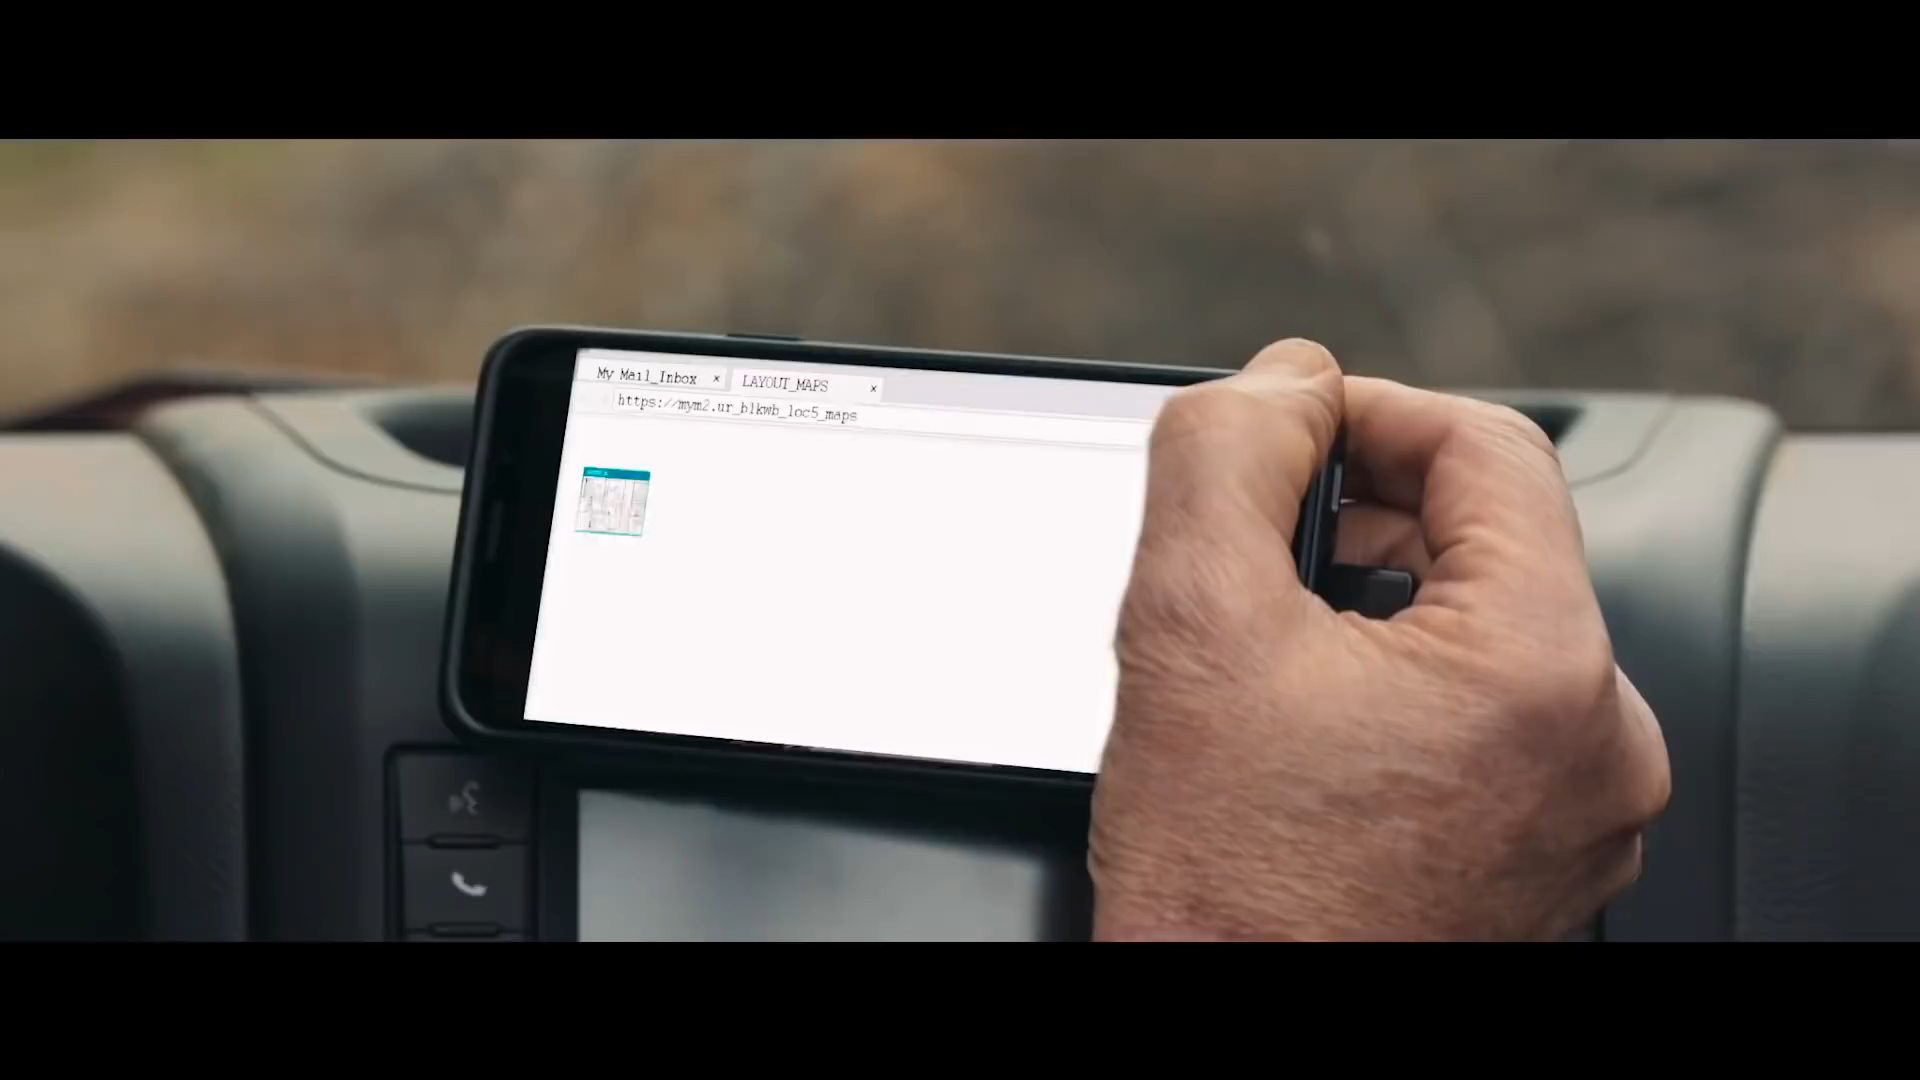 My Mail_Inbox × LAYOUT_MAPS ×
https://mym2.ur_blkwb_loc5_maps